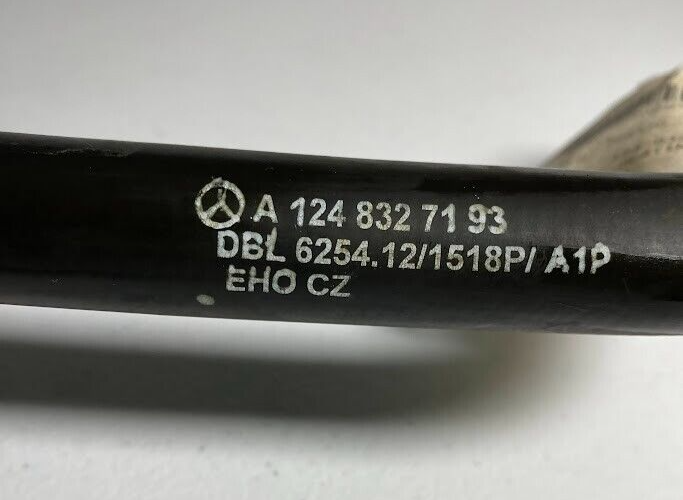 A 124 832 71 93
DBL 6254.12/1518P/ A1P
EHO CZ